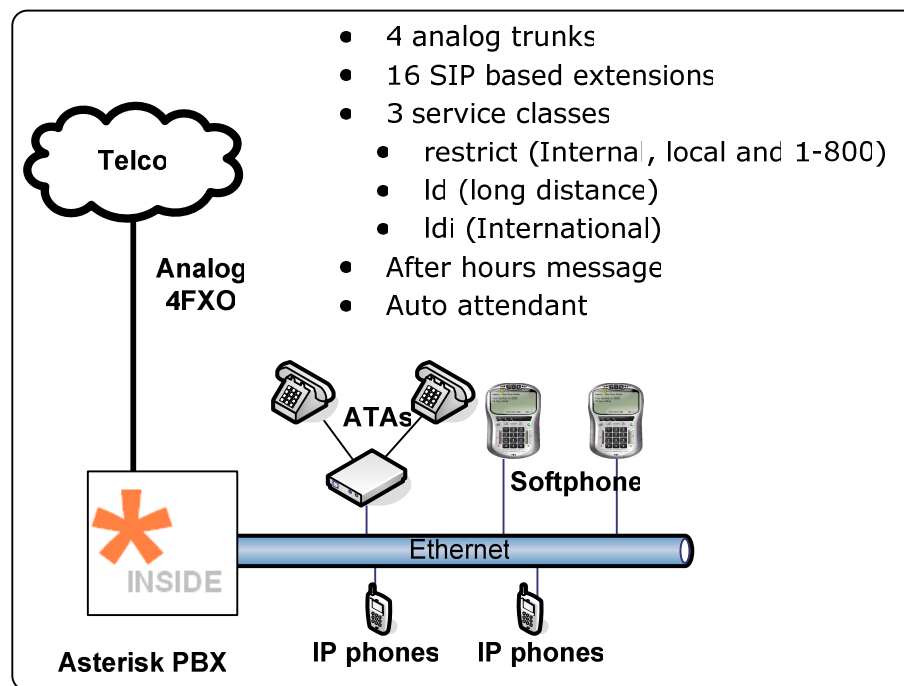 4 analog trunks
16 SIP based extensions
3 service classes
restrict (Internal, local and 1-800)
ld (long distance)
ldi (International)
After hours message
Auto attendant
Telco
Analog
4FXO
ATAs
Softphone
Ethernet
INSIDE
Asterisk PBX
IP phones
IP phones